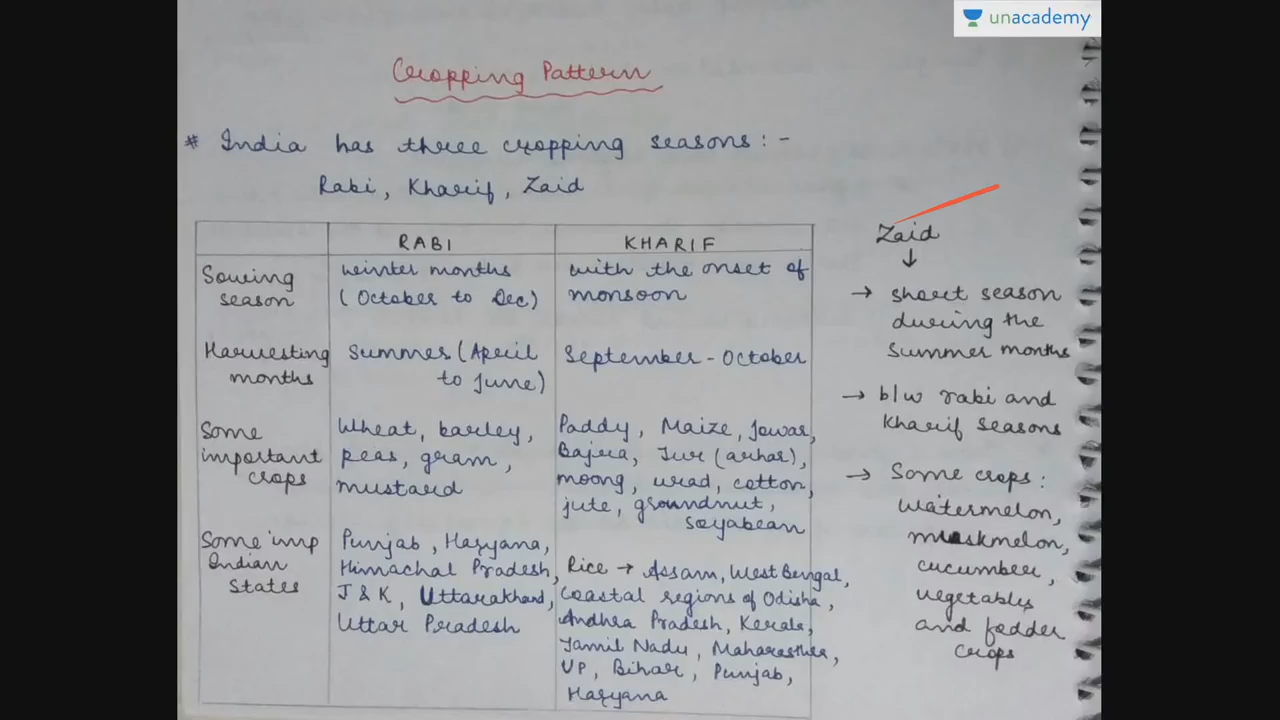 unacademy
Cropping Pattern
* India has three cropping seasons:-
Rabi, Kharif, Zaid
RABI KHARIF
Sowing season
winter months
(October to Dec)
with the onset of
monsoon
Harvesting
months
Summer (April
to June)
September - October
Some
important
crops
Wheat, barley,
peas, gram,
mustard
Paddy, Maize, Jowar,
Bajra, Tur (arhar),
moong, urad, cotton,
jute, groundnut,
soyabean
Some imp
Indian
States
Punjab, Haryana,
Himachal Pradesh,
J & K, Uttarakhand,
Uttar Pradesh
Rice → Assam, West Bengal,
coastal regions of Odisha,
Andhra Pradesh, Kerala,
Tamil Nadu, Maharasthra,
UP, Bihar, Punjab,
Haryana
Zaid
↓
→ short season
during the
Summer months
→ b/w rabi and
Kharif seasons
→ Some crops:
watermelon,
muskmelon,
cucumber,
vegetables
and fodder
crops